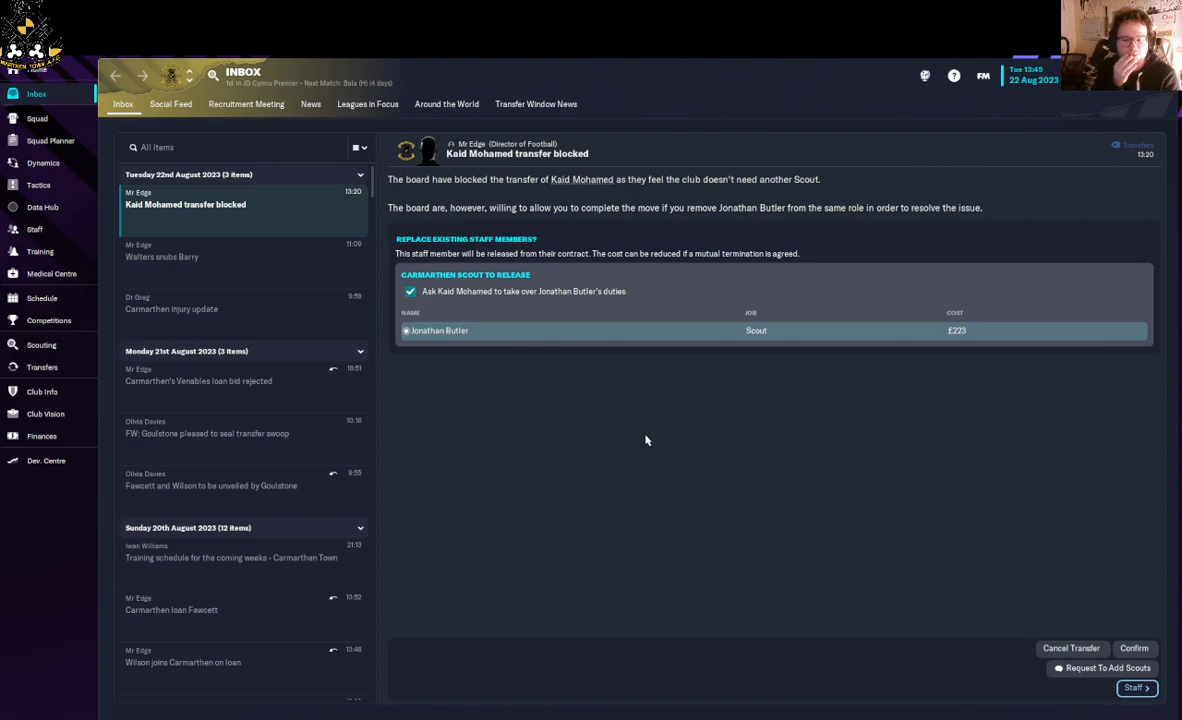 Home
Inbox
Squad
Squad Planner
Dynamics
Tactics
Data Hub
Staff
Training
Medical Centre
Schedule
Competitions
Scouting
Transfers
Club Info
Club Vision
Finances
Dev. Centre
INBOX
1st in JD Cymru Premier - Next Match: Bala (H) (4 days)
FM
Tue 13:45
22 Aug 2023
Inbox Social Feed Recruitment Meeting News Leagues in Focus Around the World Transfer Window News
All Items
Tuesday 22nd August 2023 (3 items)
Mr Edge 13:20
Kaid Mohamed transfer blocked
Mr Edge 11:09
Walters snubs Barry
Dr Greg 9:59
Carmarthen injury update
Monday 21st August 2023 (3 items)
Mr Edge 18:51
Carmarthen's Venables loan bid rejected
Olivia Davies 10:18
FW: Goulstone pleased to seal transfer swoop
Olivia Davies 9:55
Fawcett and Wilson to be unveiled by Goulstone
Sunday 20th August 2023 (12 items)
Iwan Williams 21:13
Training schedule for the coming weeks - Carmarthen Town
Mr Edge 13:52
Carmarthen loan Fawcett
Mr Edge 13:48
Wilson joins Carmarthen on loan
Mr Edge (Director of Football)
Kaid Mohamed transfer blocked
Transfers
13:20
The board have blocked the transfer of Kaid Mohamed as they feel the club doesn't need another Scout.
The board are, however, willing to allow you to complete the move if you remove Jonathan Butler from the same role in order to resolve the issue.
REPLACE EXISTING STAFF MEMBERS?
This staff member will be released from their contract. The cost can be reduced if a mutual termination is agreed.
CARMARTHEN SCOUT TO RELEASE
Ask Kaid Mohamed to take over Jonathan Butler's duties
NAME JOB COST
Jonathan Butler Scout £223
Cancel Transfer Confirm
Request To Add Scouts
Staff